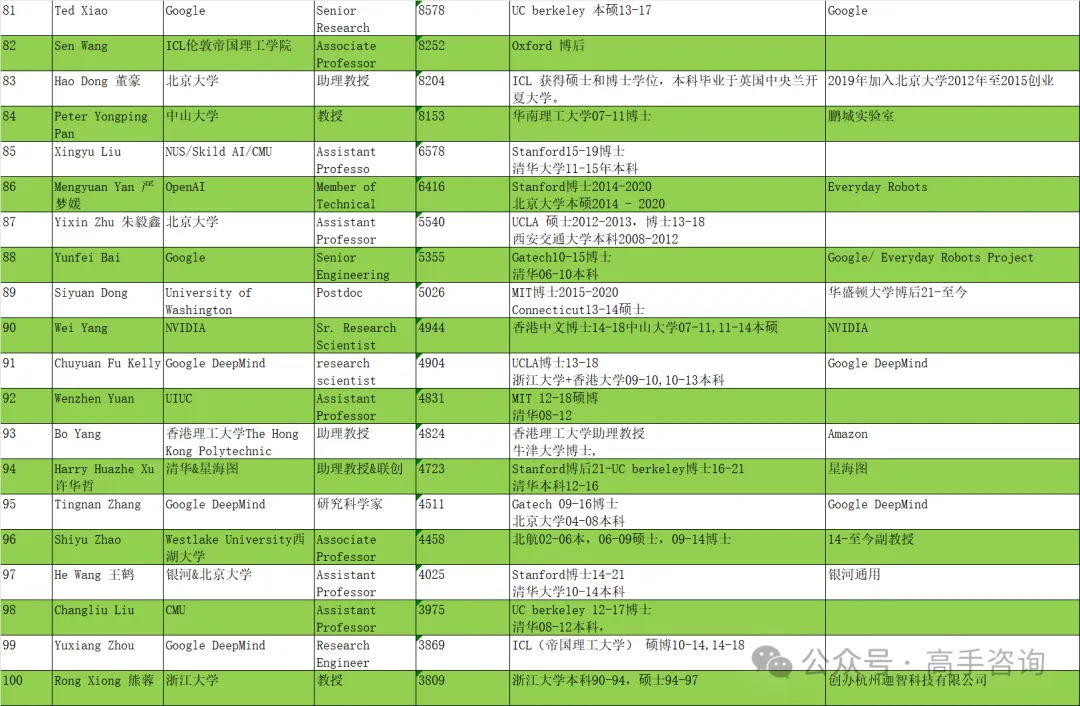 81 Ted Xiao Google Senior 8578 UC berkeley 本硕13-17 Google
Research
82 Sen Wang ICL伦敦帝国理工学院 Associate 8252 Oxford 博后
Professor
83 Hao Dong 董豪 北京大学 助理教授 8204 ICL 获得硕士和博士学位，本科毕业于英国中央兰开 2019年加入北京大学2012年至2015创业
夏大学。
84 Peter Yongping 中山大学 教授 8153 华南理工大学07-11博士 鹏城实验室
Pan
85 Xingyu Liu NUS/Skild AI/CMU Assistant 6578 Stanford15-19博士
Professo 清华大学11-15年本科
86 Mengyuan Yan 严 OpenAI Member of 6416 Stanford博士2014-2020 Everyday Robots
梦媛 Technical 北京大学本硕2014 - 2020
87 Yixin Zhu 朱毅鑫 北京大学 Assistant 5540 UCLA 硕士2012-2013，博士13-18
Professor 西安交通大学本科2008-2012
88 Yunfei Bai Google Senior 5355 Gatech10-15博士 Google/ Everyday Robots Project
Engineering 清华06-10本科
89 Siyuan Dong University of Postdoc 5026 MIT博士2015-2020 华盛顿大学博后21-至今
Washington Connecticut13-14硕士
90 Wei Yang NVIDIA Sr. Research 4944 香港中文博士14-18中山大学07-11,11-14本硕 NVIDIA
Scientist
91 Chuyuan Fu Kelly Google DeepMind research 4904 UCLA博士13-18 Google DeepMind
scientist 浙江大学+香港大学09-10,10-13本科
92 Wenzhen Yuan UIUC Assistant 4831 MIT 12-18硕博
Professor 清华08-12
93 Bo Yang 香港理工大学The Hong 助理教授 4824 香港理工大学助理教授 Amazon
Kong Polytechnic 牛津大学博士,
94 Harry Huazhe Xu 清华&星海图 助理教授&联创 4723 Stanford博后21-UC berkeley博士16-21 星海图
许华哲 清华本科12-16
95 Tingnan Zhang Google DeepMind 研究科学家 4511 Gatech 09-16博士 Google DeepMind
北京大学04-08本科
96 Shiyu Zhao Westlake University西 Associate 4458 北航02-06本，06-09硕士，09-14博士 14-至今副教授
湖大学 Professor
97 He Wang 王鹤 银河&北京大学 Assistant 4025 Stanford博士14-21 银河通用
Professor 清华大学10-14本科
98 Changliu Liu CMU Assistant 3975 UC berkeley 12-17博士
Professor 清华08-12本科，
99 Yuxiang Zhou Google DeepMind Research 3869 ICL（帝国理工大学） 硕博10-14,14-18
Engineer
100 Rong Xiong 熊蓉 浙江大学 教授 3809 浙江大学本科90-94，硕士94-97 创办杭州迦智科技有限公司
公众号 · 高手咨询